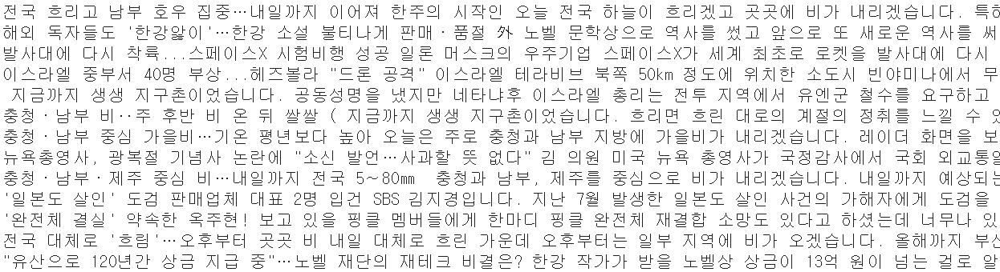 전국 흐리고 남부 호우 집중…내일까지 이어져 한주의 시작인 오늘 전국 하늘이 흐리겠고 곳곳에 비가 내리겠습니다. 특히
해외 독자들도 '한강앓이'…한강 소설 불티나게 판매·품절 外 노벨 문학상으로 역사를 썼고 앞으로 또 새로운 역사를 써
발사대에 다시 착륙...스페이스X 시험비행 성공 일론 머스크의 우주기업 스페이스X가 세계 최초로 로켓을 발사대에 다시
이스라엘 중부서 40명 부상...헤즈볼라 "드론 공격" 이스라엘 테라비브 북쪽 50km 정도에 위치한 소도시 빈야미나에서 무
지금까지 생생 지구촌이었습니다. 공동성명을 냈지만 네타냐후 이스라엘 총리는 전투 지역에서 유엔군 철수를 요구하고
충청·남부 비‥주 후반 비 온 뒤 쌀쌀 ( 지금까지 생생 지구촌이었습니다. 흐리면 흐린 대로의 계절의 정취를 느낄 수 있
충청·남부 중심 가을비…기온 평년보다 높아 오늘은 주로 충청과 남부 지방에 가을비가 내리겠습니다. 레이더 화면을 보
뉴욕총영사, 광복절 기념사 논란에 "소신 발언…사과할 뜻 없다" 김 의원 미국 뉴욕 총영사가 국정감사에서 국회 외교통일
충청·남부·제주 중심 비…내일까지 전국 5~80㎜ 충청과 남부, 제주를 중심으로 비가 내리겠습니다. 내일까지 예상되는
'일본도 살인' 도검 판매업체 대표 2명 입건 SBS 김지경입니다. 지난 7월 발생한 일본도 살인 사건의 가해자에게 도검을
'완전체 결실' 약속한 옥주현! 보고 있을 핑클 멤버들에게 한마디 핑클 완전체 재결합 소망도 있다고 하셨는데 너무나 있
전국 대체로 '흐림'…오후부터 곳곳 비 내일 대체로 흐린 가운데 오후부터는 일부 지역에 비가 오겠습니다. 올해까지 부산
"유산으로 120년간 상금 지급 중"…노벨 재단의 재테크 비결은? 한강 작가가 받을 노벨상 상금이 13억 원이 넘는 걸로 알